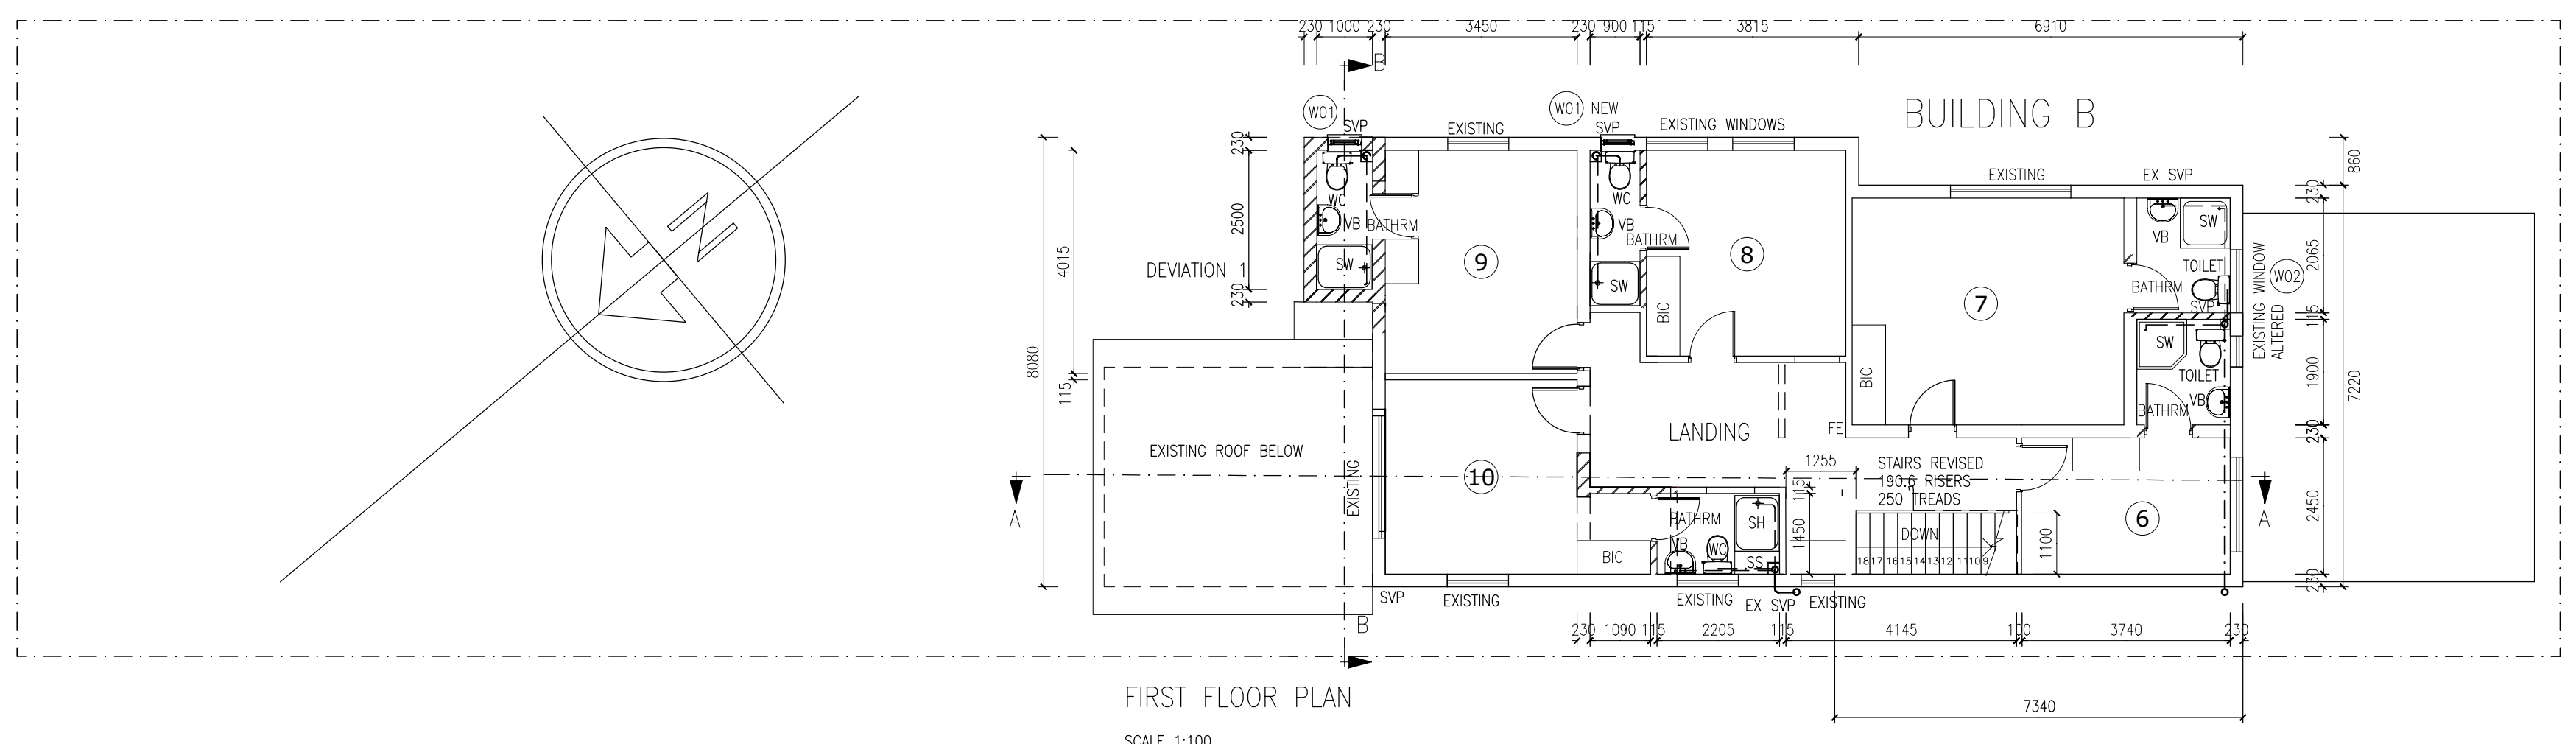 230 1000 230 3450 230 900 115 3815 6910
B
BUILDING B
W01
SVP
W01 NEW
SVP
EXISTING
EXISTING WINDOWS
EXISTING
EX SVP
230
2500
230
4015
115
8080
DEVIATION 1
WC
VB
BATHRM
SW
9
WC
VB
BATHRM
SW
8
BIC
7
BIC
VB
SW
TOILET
BATHRM
SVP
SW
TOILET
VB
BATHRM
EXISTING WINDOW
ALTERED
W02
860
230
2065
115
1900
230
2450
230
7220
N
EXISTING ROOF BELOW
EXISTING
10
LANDING
FE
1255
STAIRS REVISED
190.6 RISERS
250 TREADS
115
1450
A
A
BATHRM
SH
VB
WC
SS
BIC
DOWN
18 17 16 15 14 13 12 11 10 9
1100
6
SVP
EXISTING
EXISTING
EX SVP
EXISTING
B
230 1090 115 2205 115 4145 100 3740 230
7340
FIRST FLOOR PLAN
SCALE 1:100